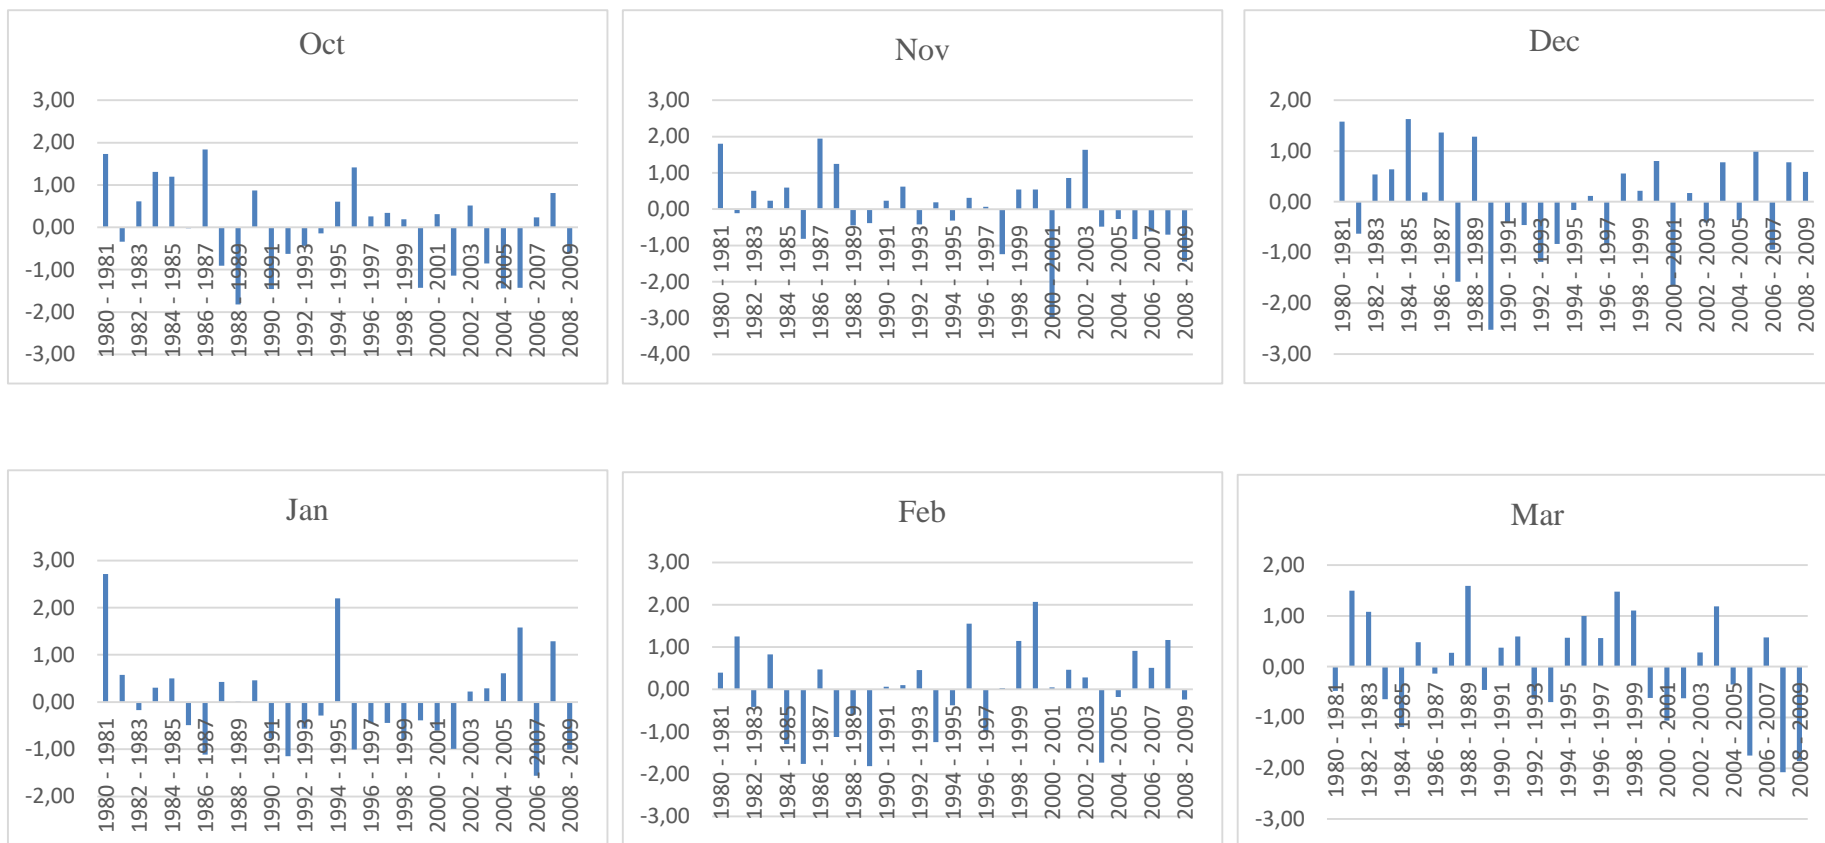 Oct
3,00
2,00
1,00
0,00
-1,00
-2,00
-3,00
1980 - 1981
1982 - 1983
1984 - 1985
1986 - 1987
1988 - 1989
1990 - 1991
1992 - 1993
1994 - 1995
1996 - 1997
1998 - 1999
2000 - 2001
2002 - 2003
2004 - 2005
2006 - 2007
2008 - 2009
Nov
3,00
2,00
1,00
0,00
-1,00
-2,00
-3,00
-4,00
1980 - 1981
1982 - 1983
1984 - 1985
1986 - 1987
1988 - 1989
1990 - 1991
1992 - 1993
1994 - 1995
1996 - 1997
1998 - 1999
2000 - 2001
2002 - 2003
2004 - 2005
2006 - 2007
2008 - 2009
Dec
2,00
1,00
0,00
-1,00
-2,00
-3,00
1980 - 1981
1982 - 1983
1984 - 1985
1986 - 1987
1988 - 1989
1990 - 1991
1992 - 1993
1994 - 1995
1996 - 1997
1998 - 1999
2000 - 2001
2002 - 2003
2004 - 2005
2006 - 2007
2008 - 2009
Jan
3,00
2,00
1,00
0,00
-1,00
-2,00
1980 - 1981
1982 - 1983
1984 - 1985
1986 - 1987
1988 - 1989
1990 - 1991
1992 - 1993
1994 - 1995
1996 - 1997
1998 - 1999
2000 - 2001
2002 - 2003
2004 - 2005
2006 - 2007
2008 - 2009
Feb
3,00
2,00
1,00
0,00
-1,00
-2,00
-3,00
1980 - 1981
1982 - 1983
1984 - 1985
1986 - 1987
1988 - 1989
1990 - 1991
1992 - 1993
1994 - 1995
1996 - 1997
1998 - 1999
2000 - 2001
2002 - 2003
2004 - 2005
2006 - 2007
2008 - 2009
Mar
2,00
1,00
0,00
-1,00
-2,00
-3,00
1980 - 1981
1982 - 1983
1984 - 1985
1986 - 1987
1988 - 1989
1990 - 1991
1992 - 1993
1994 - 1995
1996 - 1997
1998 - 1999
2000 - 2001
2002 - 2003
2004 - 2005
2006 - 2007
2008 - 2009